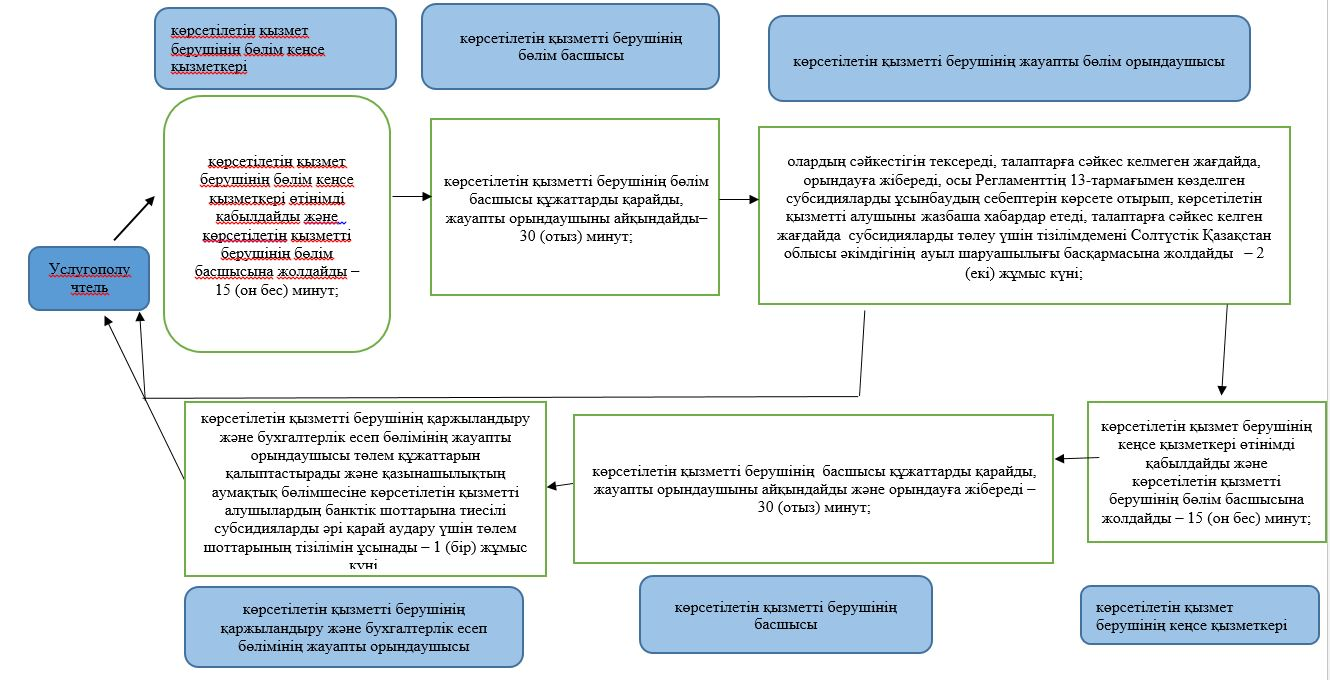 көрсетілетін қызмет
берушінің бөлім кеңсе
қызметкері
көрсетілетін қызметті берушінің
бөлім басшысы
көрсетілетін қызметті берушінің жауапты бөлім орындаушысы
Услугополу
чтель
көрсетілетін қызмет
берушінің бөлім кеңсе
қызметкері өтінімді
қабылдайды және
көрсетілетін қызметті
берушінің бөлім
басшысына жолдайды –
15 (он бес) минут;
көрсетілетін қызметті берушінің бөлім
басшысы құжаттарды қарайды,
жауапты орындаушыны айқындайды–
30 (отыз) минут;
олардың сәйкестігін тексереді, талаптарға сәйкес келмеген жағдайда,
орындауға жібереді, осы Регламенттің 13-тармағымен көзделген
субсидияларды ұсынбаудың себептерін көрсете отырып, көрсетілетін
қызметті алушыны жазбаша хабардар етеді, талаптарға сәйкес келген
жағдайда субсидияларды төлеу үшін тізілімдемені Солтүстік Қазақстан
облысы әкімдігінің ауыл шаруашылығы басқармасына жолдайды – 2
(екі) жұмыс күні;
көрсетілетін қызметті берушінің қаржыландыру
және бухгалтерлік есеп бөлімінің жауапты
орындаушысы төлем құжаттарын
қалыптастырады және қазынашылықтың
аумақтық бөлімшесіне көрсетілетін қызметті
алушылардың банктік шоттарына тиесілі
субсидияларды әрі қарай аудару үшін төлем
шоттарының тізілімін ұсынады – 1 (бір) жұмыс
күні
көрсетілетін қызметті берушінің басшысы құжаттарды қарайды,
жауапты орындаушыны айқындайды және орындауға жібереді –
30 (отыз) минут;
көрсетілетін қызмет берушінің
кеңсе қызметкері өтінімді
қабылдайды және
көрсетілетін қызметті
берушінің бөлім басшысына
жолдайды – 15 (он бес) минут;
көрсетілетін қызметті берушінің
қаржыландыру және бухгалтерлік есеп
бөлімінің жауапты орындаушысы
көрсетілетін қызметті берушінің
басшысы
көрсетілетін қызмет
берушінің кеңсе қызметкері